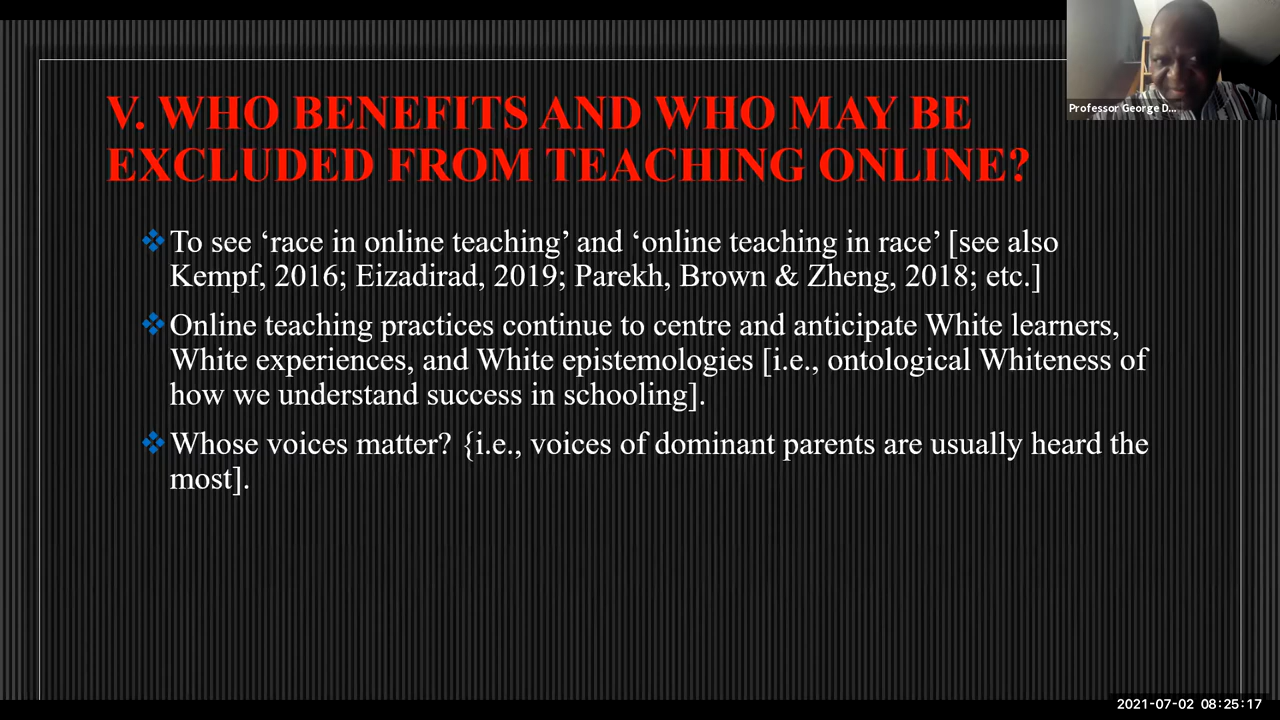 V. WHO BENEFITS AND WHO MAY BE
EXCLUDED FROM TEACHING ONLINE?
Professor George D...
To see ‘race in online teaching’ and ‘online teaching in race’ [see also
Kempf, 2016; Eizadirad, 2019; Parekh, Brown & Zheng, 2018; etc.]
Online teaching practices continue to centre and anticipate White learners,
White experiences, and White epistemologies [i.e., ontological Whiteness of
how we understand success in schooling].
Whose voices matter? {i.e., voices of dominant parents are usually heard the
most].
2021-07-02 08:25:17